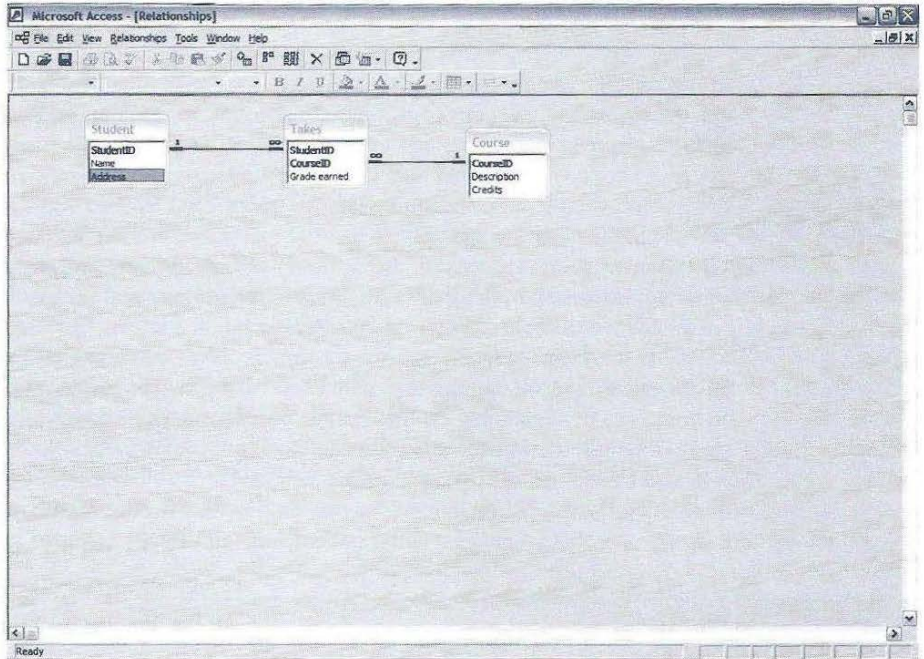 Microsoft Access - [Relationships]
File Edit View Relationships Tools Window Help
B I U A
Student
StudentID
Name
Address
1
∞
Takes
StudentID
CourseID
Grade earned
∞
1
Course
CourseID
Description
Credits
Ready